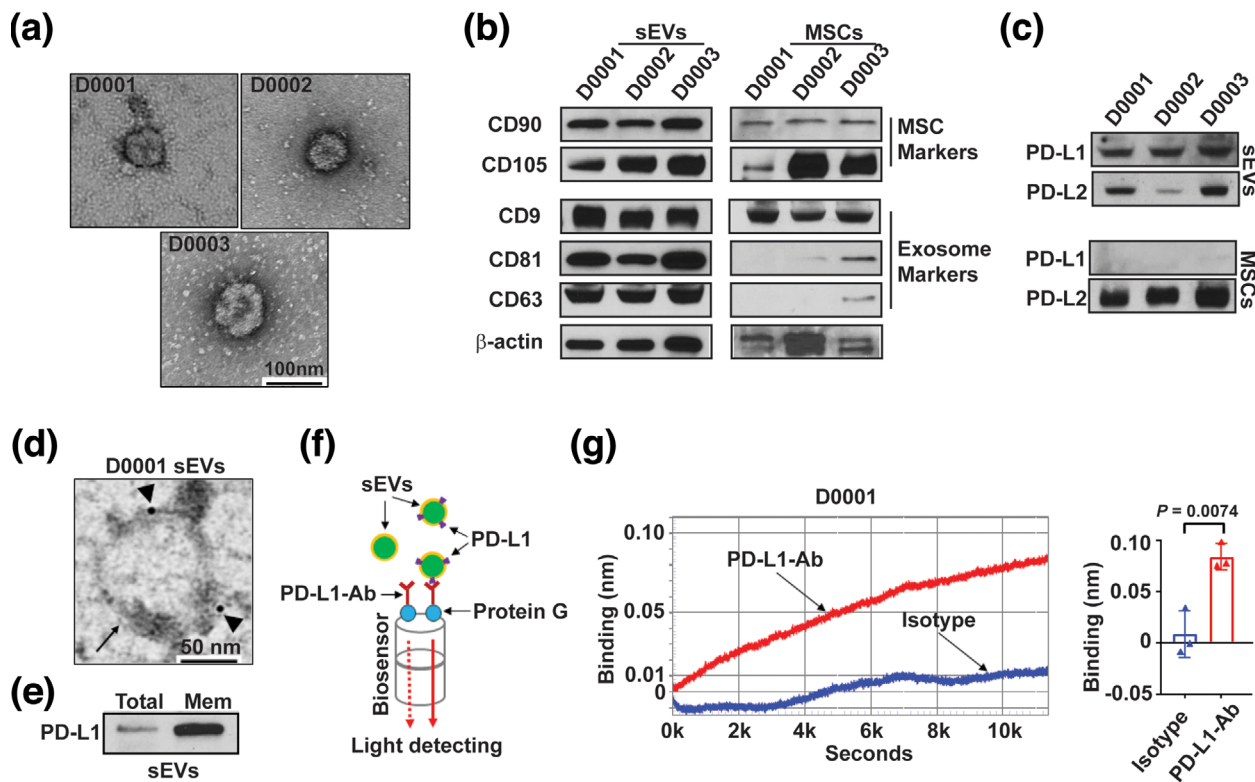 (a)
D0001
D0002
D0003
100nm
(b)
sEVs
MSCs
D0001
D0002
D0003
D0001
D0002
D0003
CD90
CD105
MSC
Markers
CD9
CD81
CD63
Exosome
Markers
β-actin
(c)
D0001
D0002
D0003
PD-L1
PD-L2
sEVs
PD-L1
PD-L2
MSCs
(d)
D0001 sEVs
50 nm
(e)
Total Mem
PD-L1
sEVs
(f)
sEVs
PD-L1
PD-L1-Ab
Protein G
Biosensor
Light detecting
(g)
D0001
Binding (nm)
0.10
0.05
0.01
0
PD-L1-Ab
Isotype
0k 2k 4k 6k 8k 10k
Seconds
P = 0.0074
Binding (nm)
0.10
0.05
0
-0.05
Isotype
PD-L1-Ab